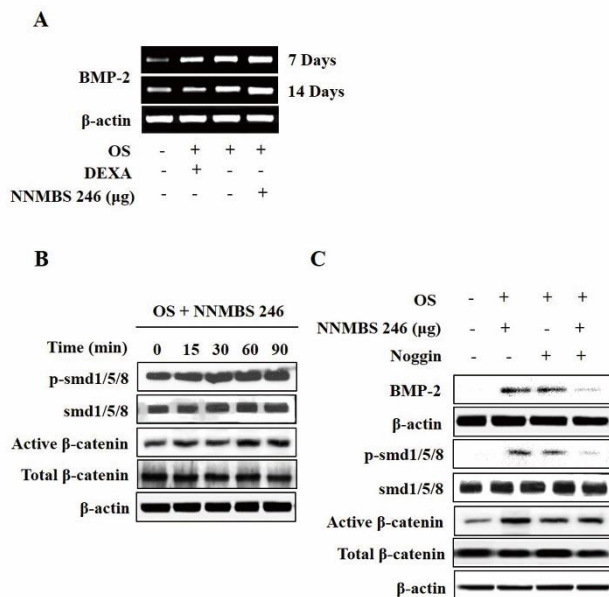 A
BMP-2
7 Days
14 Days
β-actin
OS - + + +
DEXA - + - -
NNMBS 246 (μg) - - - +
B
OS + NNMBS 246
Time (min) 0 15 30 60 90
p-smd1/5/8
smd1/5/8
Active β-catenin
Total β-catenin
β-actin
C
OS - + + +
NNMBS 246 (μg) - + - +
Noggin - - + +
BMP-2
β-actin
p-smd1/5/8
smd1/5/8
Active β-catenin
Total β-catenin
β-actin